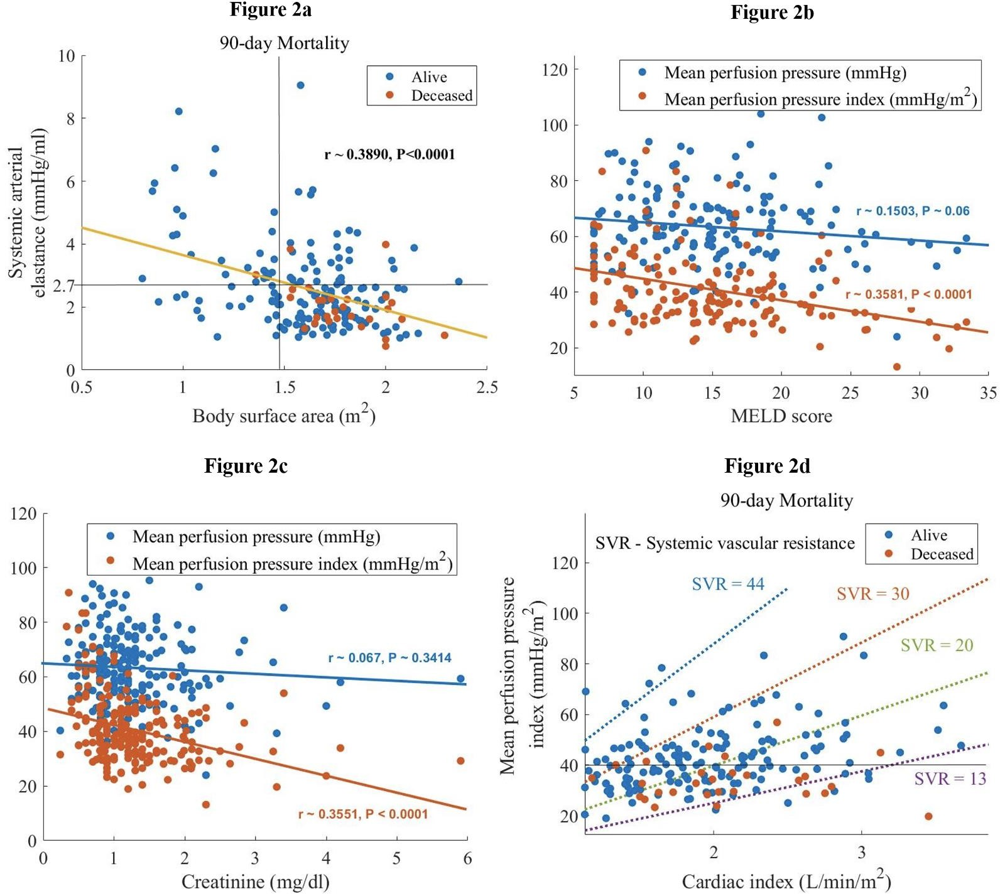 Figure 2a
90-day Mortality
Alive
Deceased
r ~ 0.3890, P<0.0001
Systemic arterial
elastance (mmHg/ml)
10
8
6
4
2.7
2
0
0.5
1
1.5
2
2.5
Body surface area (m²)
Figure 2b
Mean perfusion pressure (mmHg)
Mean perfusion pressure index (mmHg/m²)
r ~ 0.1503, P ~ 0.06
r ~ 0.3581, P < 0.0001
120
100
80
60
40
20
5
10
15
20
25
30
35
MELD score
Figure 2c
Mean perfusion pressure (mmHg)
Mean perfusion pressure index (mmHg/m²)
r ~ 0.067, P ~ 0.3414
r ~ 0.3551, P < 0.0001
120
100
80
60
40
20
0
0
1
2
3
4
5
6
Creatinine (mg/dl)
Figure 2d
90-day Mortality
SVR - Systemic vascular resistance
Alive
Deceased
SVR = 44
SVR = 30
SVR = 20
SVR = 13
Mean perfusion pressure
index (mmHg/m²)
120
100
80
60
40
20
2
3
Cardiac index (L/min/m²)